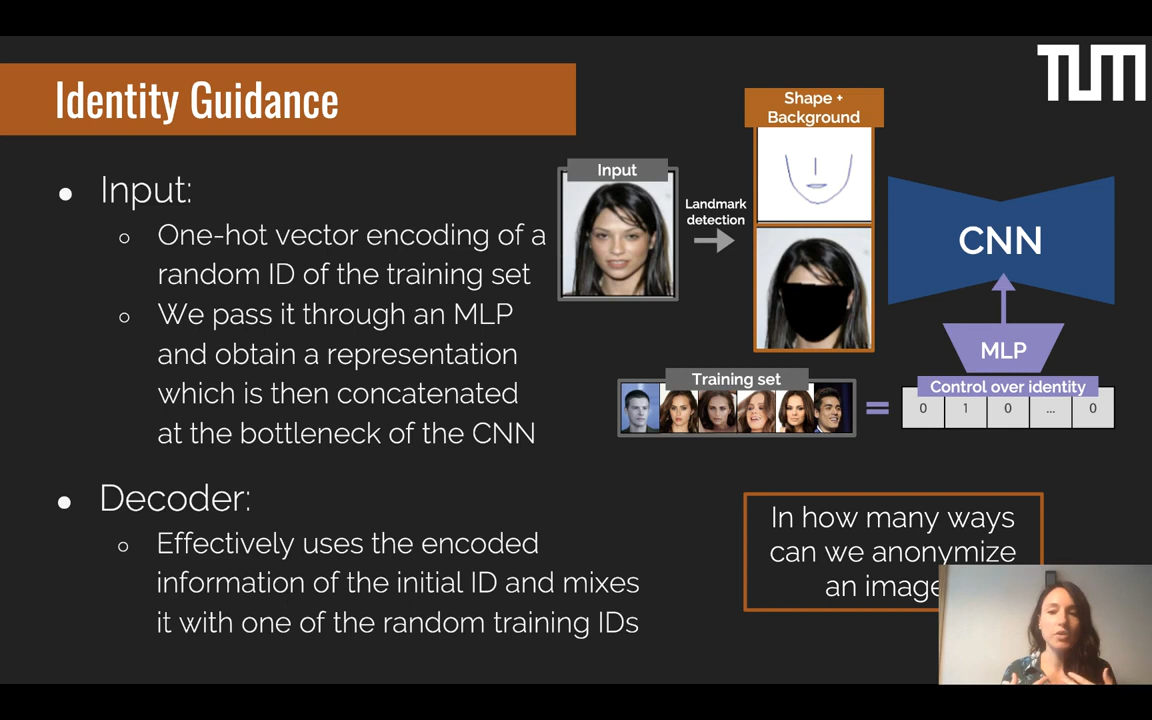 TUM
Identity Guidance
● Input:
○ One-hot vector encoding of a
random ID of the training set
○ We pass it through an MLP
and obtain a representation
which is then concatenated
at the bottleneck of the CNN
● Decoder:
○ Effectively uses the encoded
information of the initial ID and mixes
it with one of the random training IDs
Input
Landmark
detection
Shape +
Background
CNN
MLP
Training set
=
Control over identity
0 1 0 ... 0
In how many ways
can we anonymize
an image